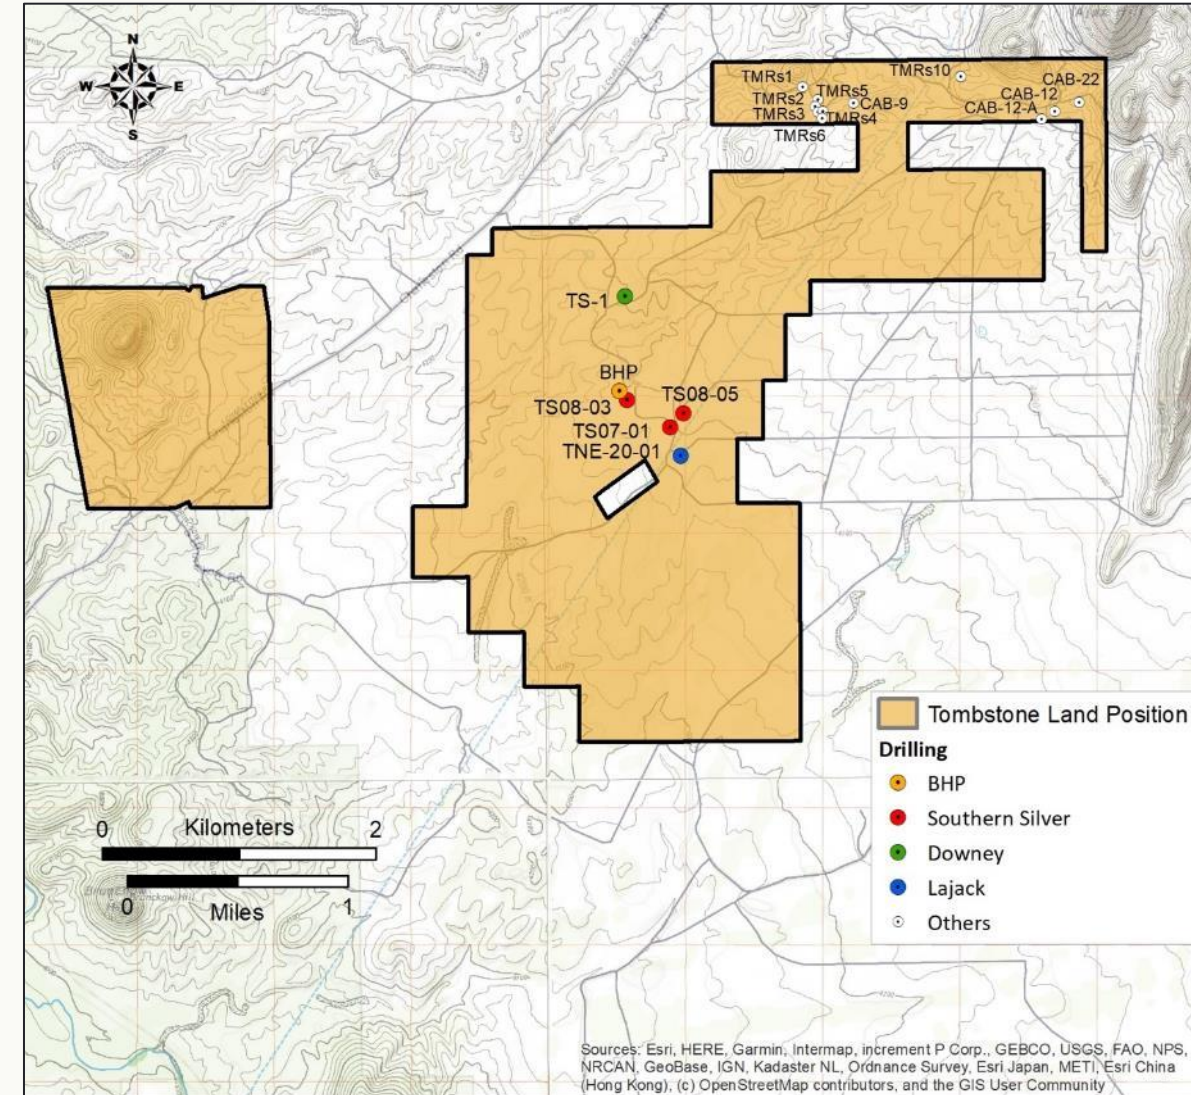 N
W E
S
TMRs1
TMRs10
TMRs2 TMRs5
CAB-22
CAB-12
TMRs3 CAB-9
CAB-12-A
TMRs4
TMRs6
TS-1
BHP
TS08-03 TS08-05
TS07-01
TNE-20-01
Tombstone Land Position
Drilling
BHP
Southern Silver
Downey
Lajack
Others
0 Kilometers 2
0 Miles 1
Sources: Esri, HERE, Garmin, Intermap, increment P Corp., GEBCO, USGS, FAO, NPS,
NRCAN, GeoBase, IGN, Kadaster NL, Ordnance Survey, Esri Japan, METI, Esri China
(Hong Kong), (c) OpenStreetMap contributors, and the GIS User Community